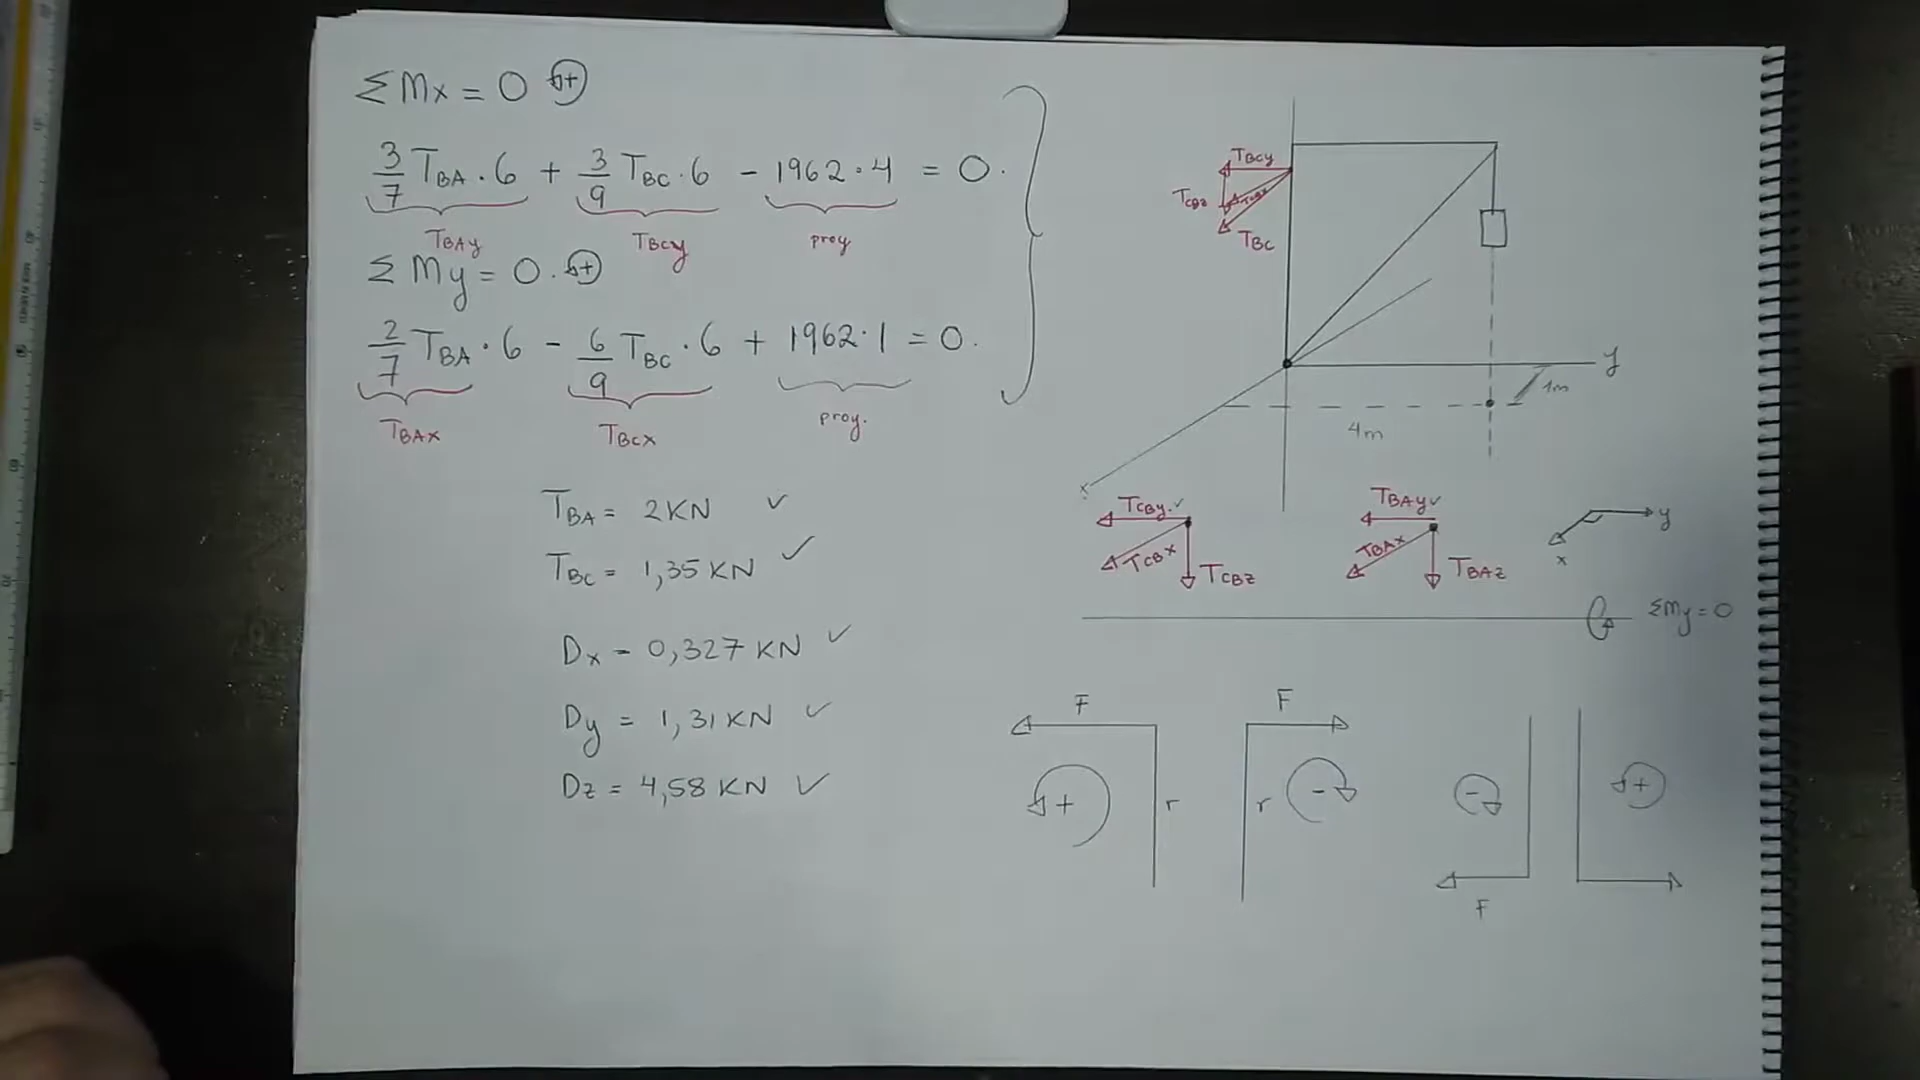 ΣMx = 0 ↺+
3/7 TBA · 6 + 3/9 TBC · 6 - 1962 · 4 = 0.
TBAy TBCy proy
ΣMy = 0. ↺+
2/7 TBA · 6 - 6/9 TBC · 6 + 1962 · 1 = 0.
TBAx TBCx proy.
TBA = 2KN ✓
TBC = 1,35 KN ✓
Dx = 0,327 KN ✓
Dy = 1,31 KN ✓
Dz = 4,58 KN ✓
TBCy
TCBz
TBC
y
1m
4m
x
TCBy. ✓
TCBx
TCBz
TBAy ✓
TBAx
TBAz
y
x
ΣMy = 0
F F
+ r r - - +
F